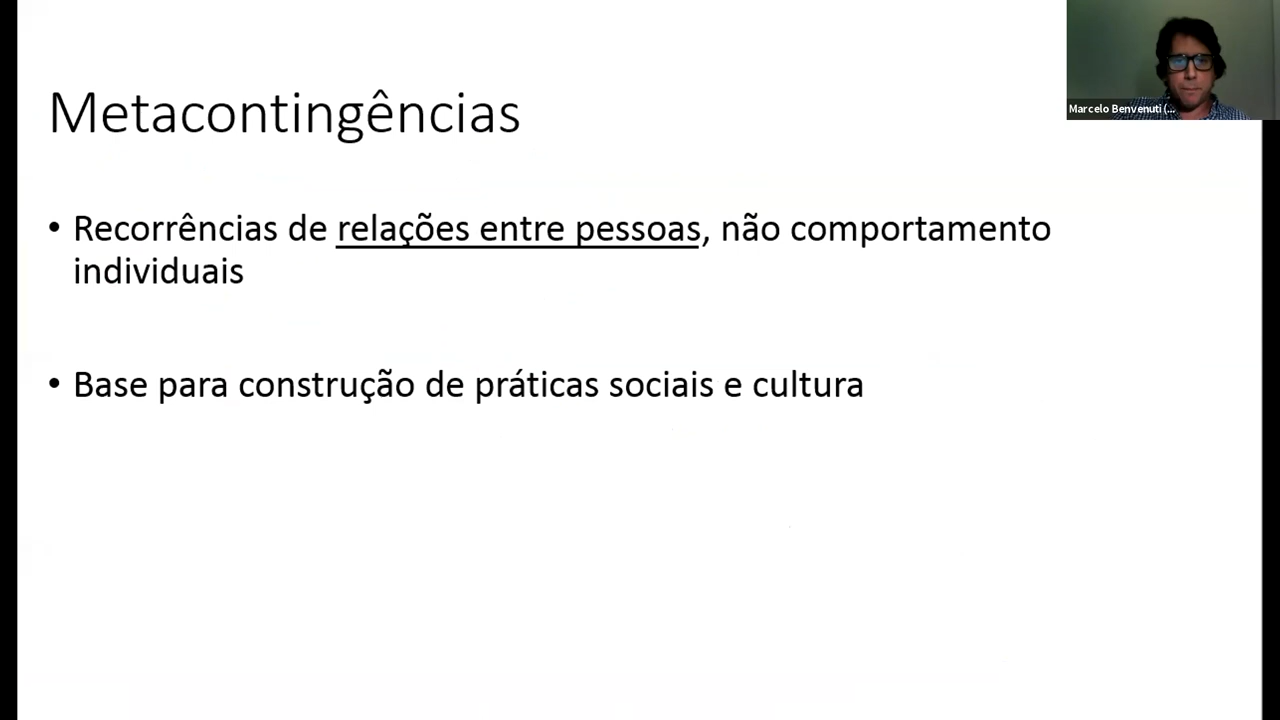 Metacontingências
Marcelo Benvenuti (...
• Recorrências de relações entre pessoas, não comportamento
individuais
• Base para construção de práticas sociais e cultura